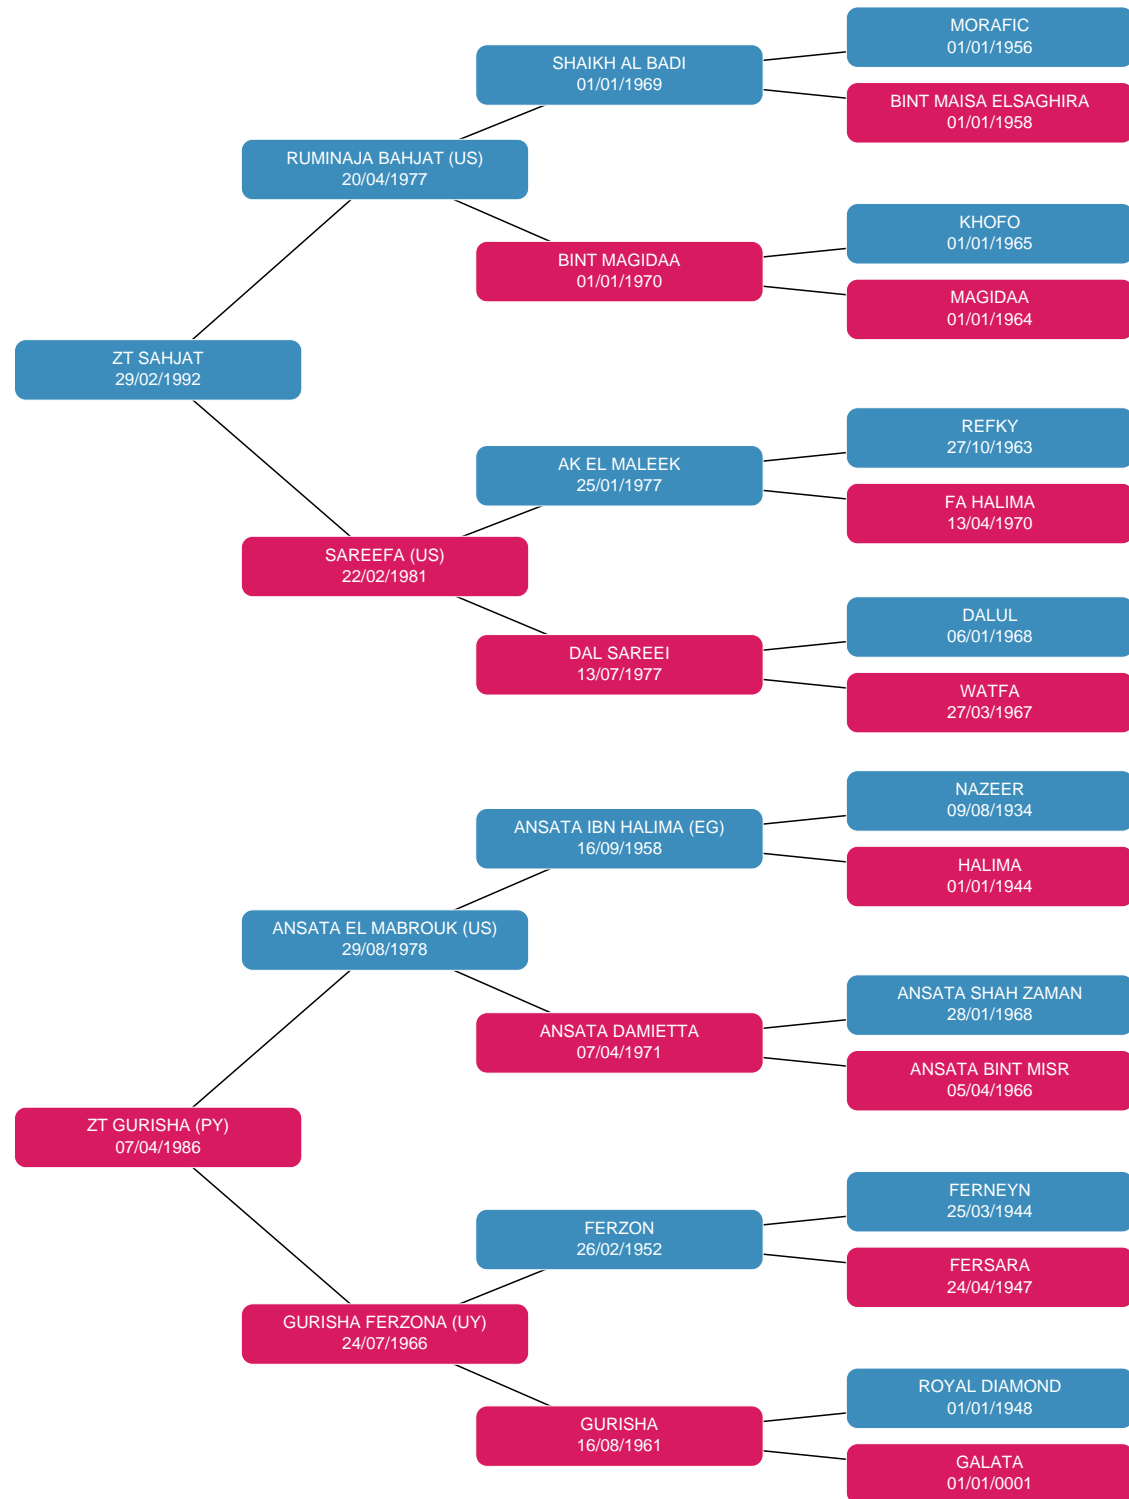 MORAFIC
01/01/1956
SHAIKH AL BADI
01/01/1969
BINT MAISA ELSAGHIRA
01/01/1958
RUMINAJA BAHJAT (US)
20/04/1977
KHOFO
01/01/1965
BINT MAGIDAA
01/01/1970
MAGIDAA
01/01/1964
ZT SAHJAT
29/02/1992
REFKY
27/10/1963
AK EL MALEEK
25/01/1977
FA HALIMA
13/04/1970
SAREEFA (US)
22/02/1981
DALUL
06/01/1968
DAL SAREEI
13/07/1977
WATFA
27/03/1967
NAZEER
09/08/1934
ANSATA IBN HALIMA (EG)
16/09/1958
HALIMA
01/01/1944
ANSATA EL MABROUK (US)
29/08/1978
ANSATA SHAH ZAMAN
28/01/1968
ANSATA DAMIETTA
07/04/1971
ANSATA BINT MISR
05/04/1966
ZT GURISHA (PY)
07/04/1986
FERNEYN
25/03/1944
FERZON
26/02/1952
FERSARA
24/04/1947
GURISHA FERZONA (UY)
24/07/1966
ROYAL DIAMOND
01/01/1948
GURISHA
16/08/1961
GALATA
01/01/0001